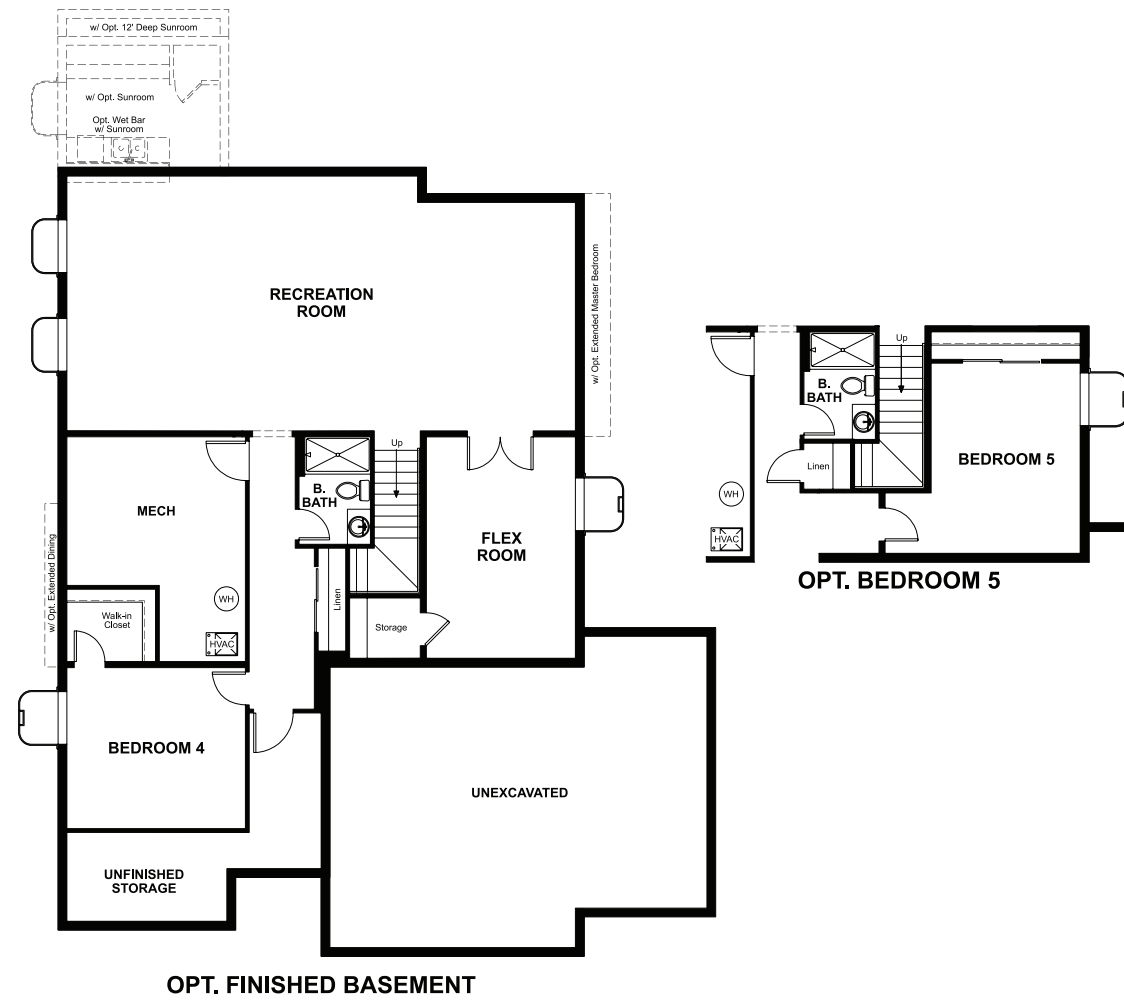 w/ Opt. 12' Deep Sunroom
w/ Opt. Sunroom
Opt. Wet Bar
w/ Sunroom
RECREATION
ROOM
w/ Opt. Extended Master Bedroom
MECH
B.
BATH
Up
FLEX
ROOM
w/ Opt. Extended Dining
Walk-in
Closet
WH
HVAC
Linen
Storage
BEDROOM 4
UNEXCAVATED
UNFINISHED
STORAGE
OPT. FINISHED BASEMENT
Up
B.
BATH
Linen
BEDROOM 5
WH
HVAC
OPT. BEDROOM 5